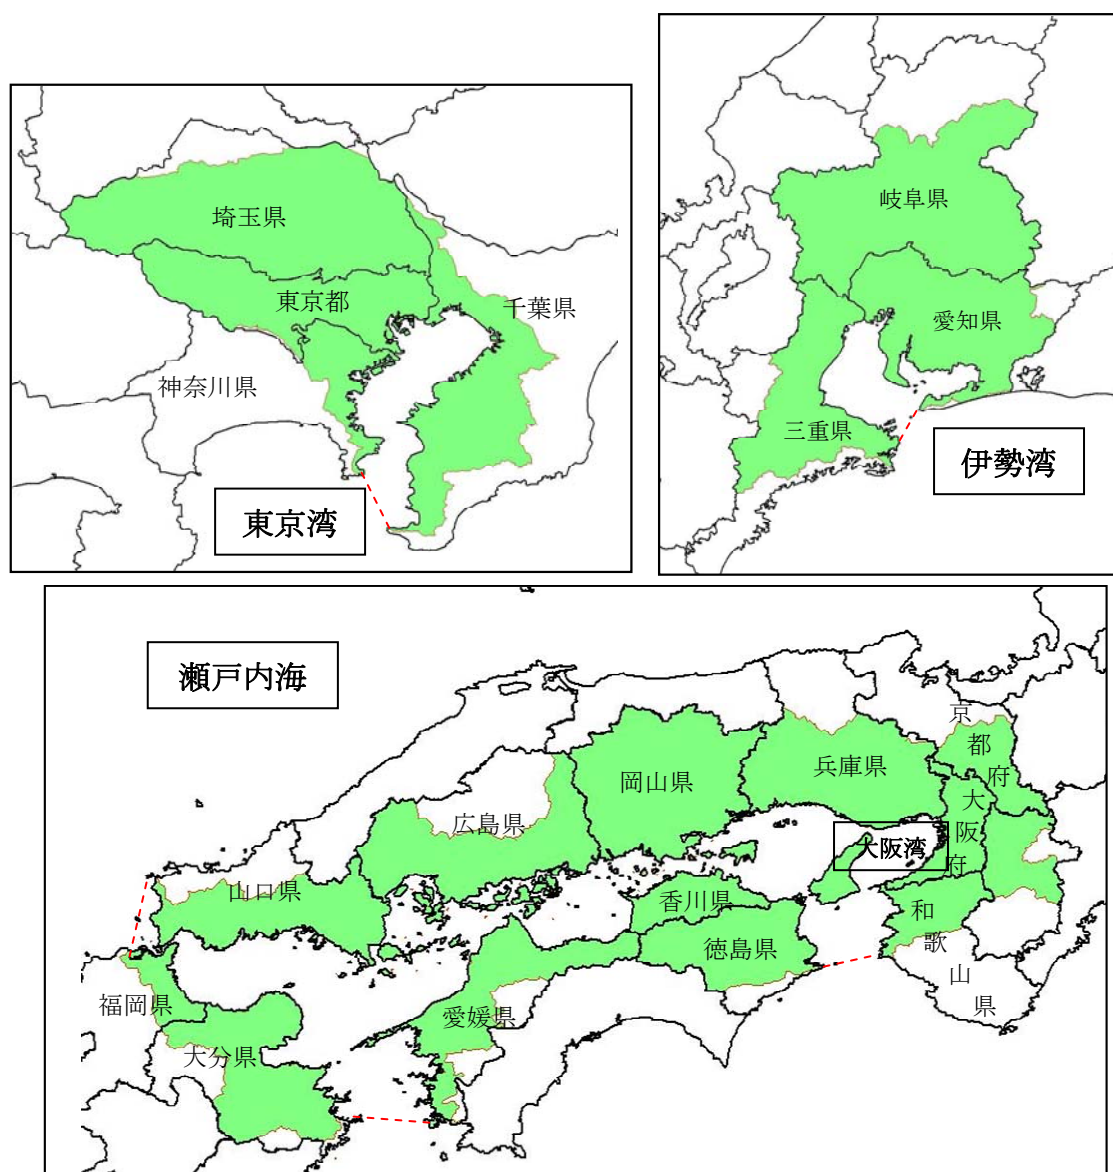 埼玉県
東京都
千葉県
神奈川県
東京湾
岐阜県
愛知県
三重県
伊勢湾
瀬戸内海
京都府
兵庫県
岡山県
大阪府
広島県
大阪湾
山口県
香川県
和歌山県
徳島県
福岡県
愛媛県
大分県